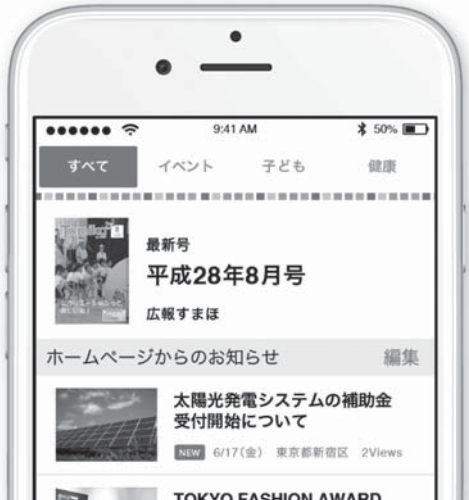 9:41 AM
50%
すべて
イベント
子ども
健康
最新号
平成28年8月号
広報すまほ
ホームページからのお知らせ
編集
太陽光発電システムの補助金
受付開始について
NEW 6/17(金) 東京都新宿区 2Views
TOKYO FASHION AWARD